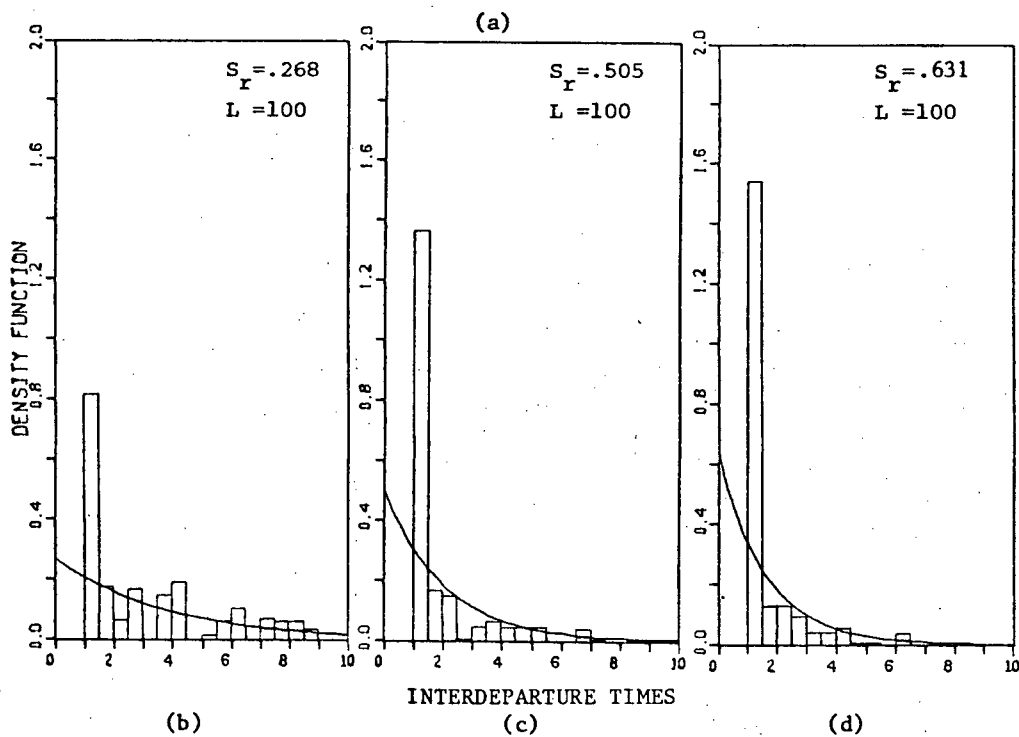 (a)
S_r=.268
L =100
S_r=.505
L =100
S_r=.631
L =100
DENSITY FUNCTION
2.0
1.6
1.2
0.8
0.4
0.0
2.0
1.6
1.2
0.8
0.4
0.0
2.0
1.6
1.2
0.8
0.4
0.0
0 2 4 6 8 10
0 2 4 6 8 10
0 2 4 6 8 10
INTERDEPARTURE TIMES
(b) (c) (d)